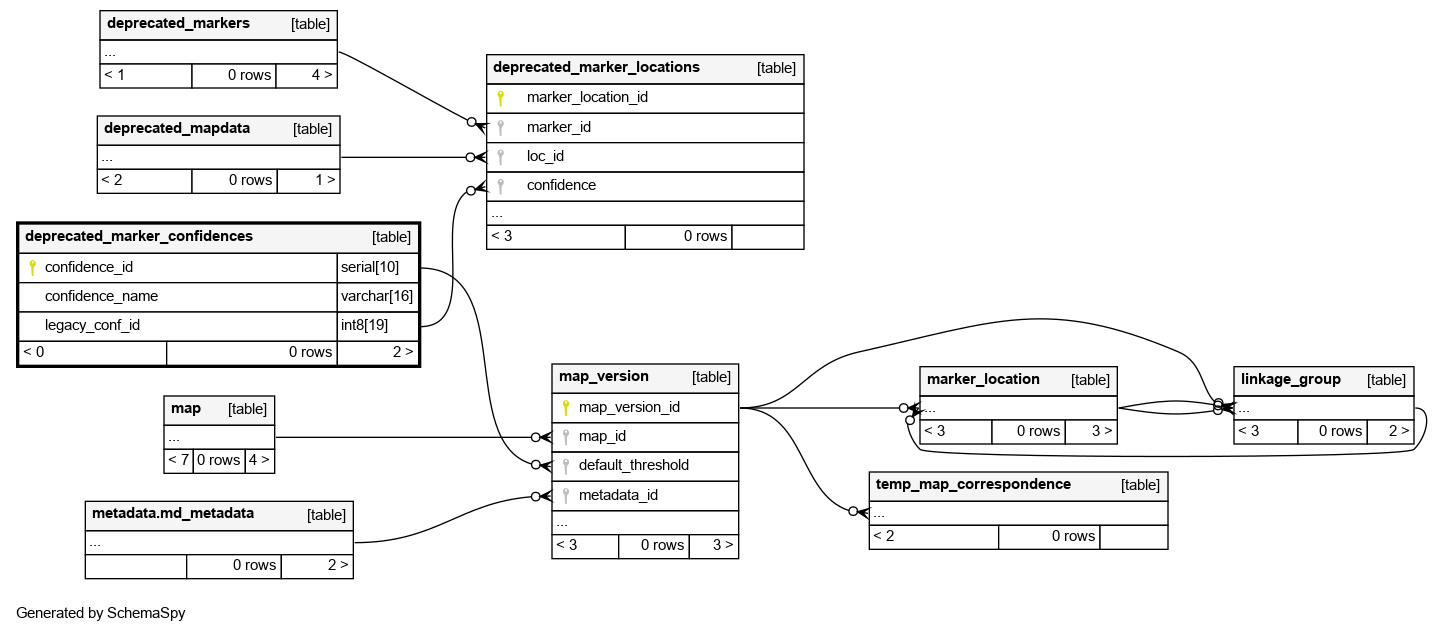 deprecated_markers [table]
...
< 1 0 rows 4 >
deprecated_marker_locations [table]
marker_location_id
marker_id
loc_id
confidence
...
< 3 0 rows
deprecated_mapdata [table]
...
< 2 0 rows 1 >
deprecated_marker_confidences [table]
confidence_id serial[10]
confidence_name varchar[16]
legacy_conf_id int8[19]
< 0 0 rows 2 >
map_version [table]
map_version_id
map_id
default_threshold
metadata_id
...
< 3 0 rows 3 >
marker_location [table]
...
< 3 0 rows 3 >
linkage_group [table]
...
< 3 0 rows 2 >
map [table]
...
< 7 0 rows 4 >
temp_map_correspondence [table]
...
< 2 0 rows
metadata.md_metadata [table]
...
0 rows 2 >
Generated by SchemaSpy